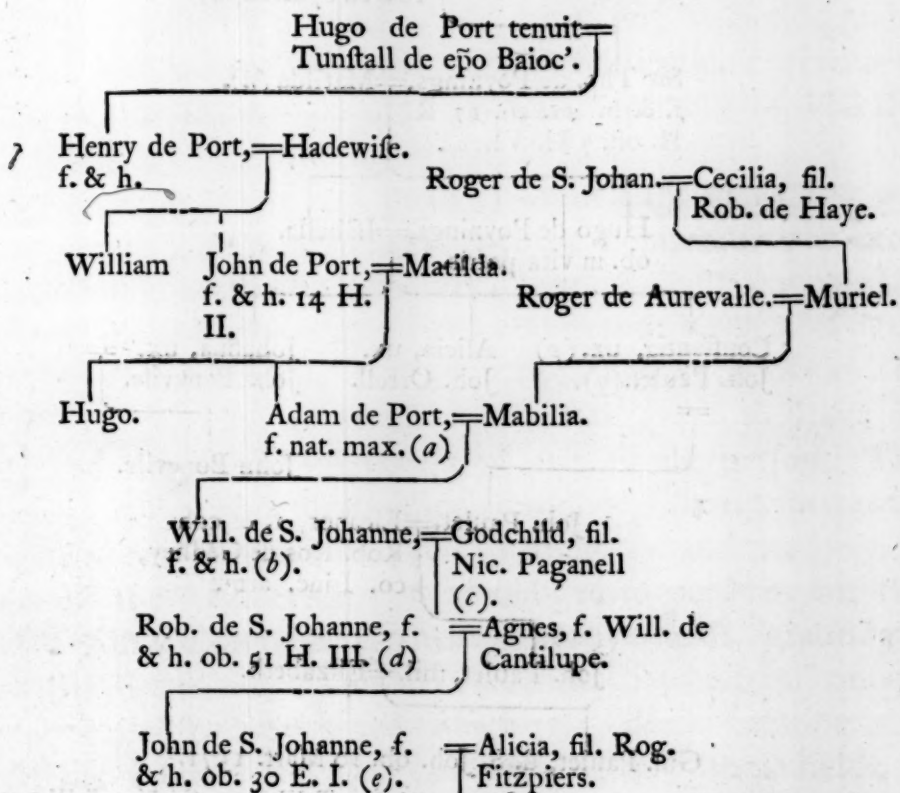 Hugo de Port tenuit
Tunſtall de ep̃o Baioc'.
Henry de Port, Hadewiſe.
f. & h.
Roger de S. Johan. Cecilia, fil.
Rob. de Haye.
William John de Port, Matilda.
f. & h. 14 H.
II.
Roger de Aurevalle. Muriel.
Hugo. Adam de Port, Mabilia.
f. nat. max. (a)
Will. de S. Johanne, Godchild, fil.
f. & h. (b). Nic. Paganell
(c).
Rob. de S. Johanne, f. Agnes, f. Will. de
& h. ob. 51 H. III. (d) Cantilupe.
John de S. Johanne, f. Alicia, fil. Rog.
& h. ob. 30 E. I. (e). Fitzpiers.